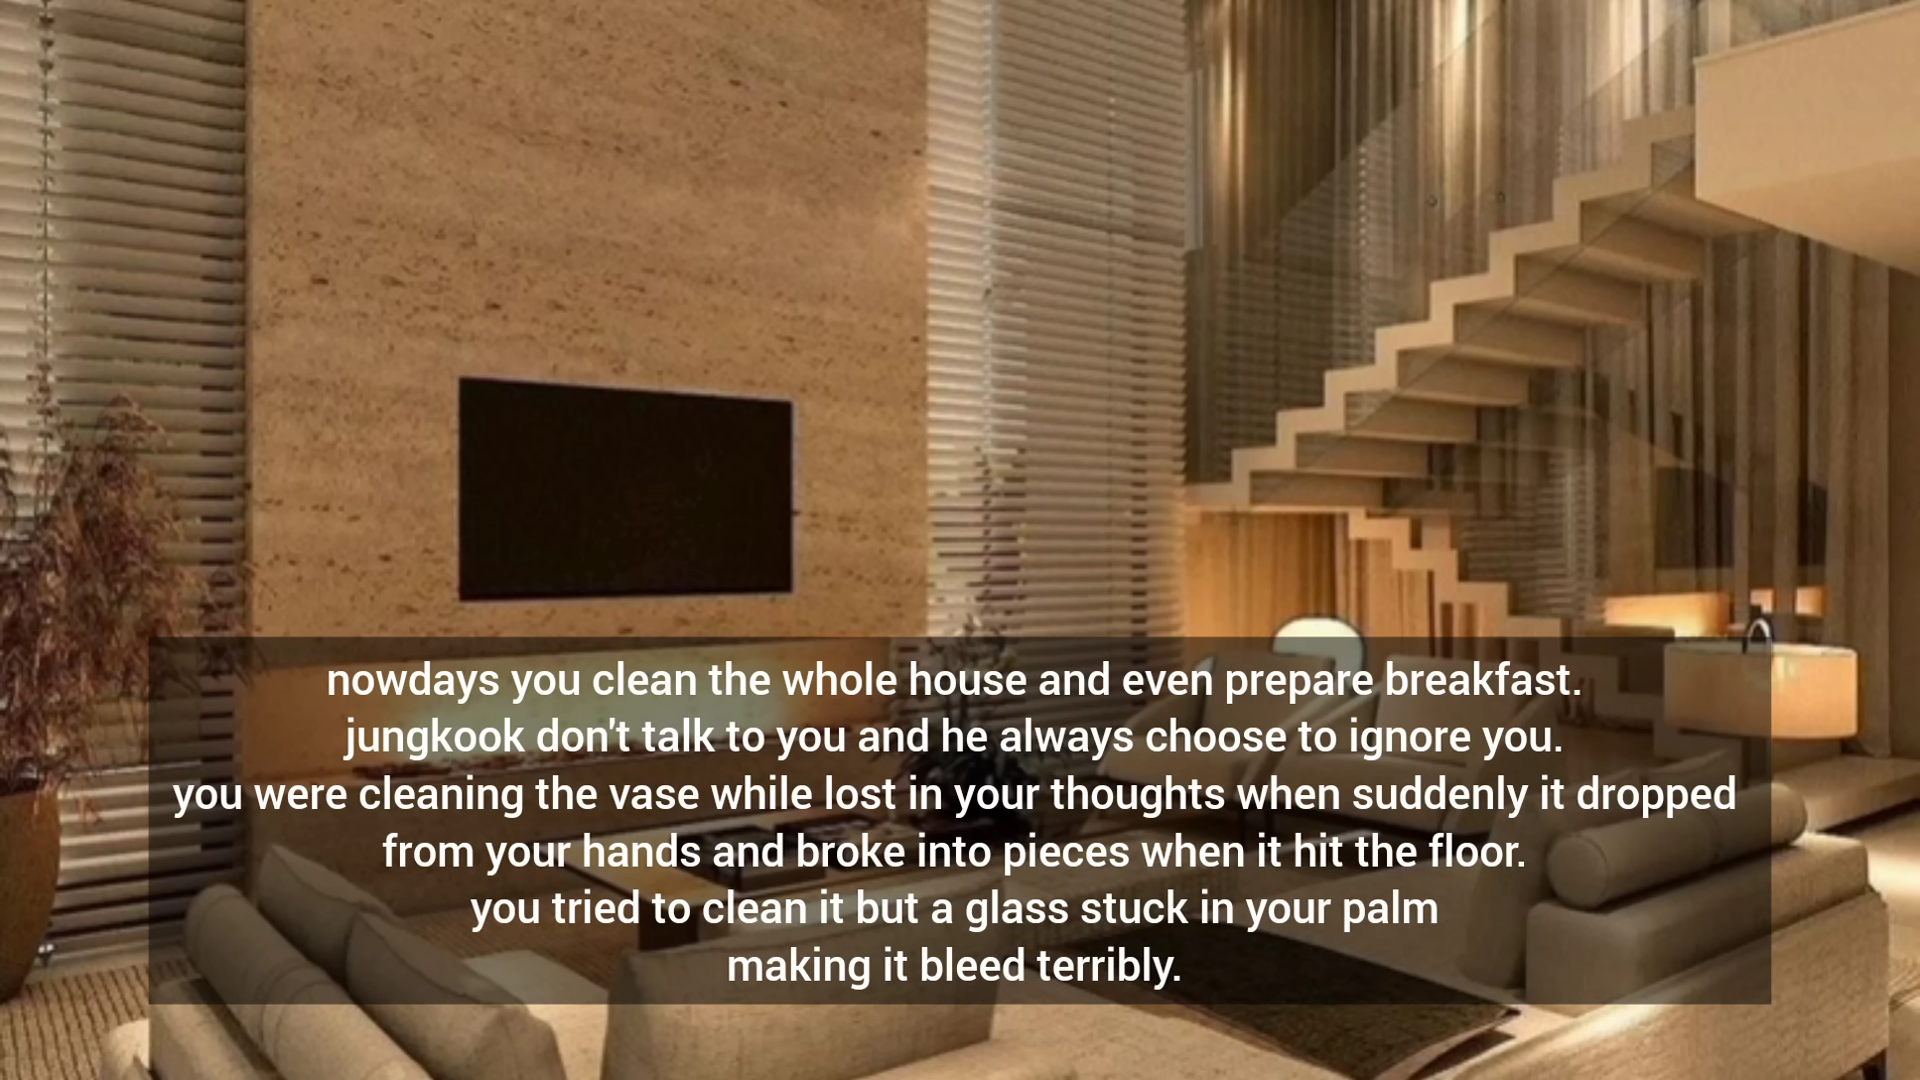 nowdays you clean the whole house and even prepare breakfast.
jungkook don't talk to you and he always choose to ignore you.
you were cleaning the vase while lost in your thoughts when suddenly it dropped
from your hands and broke into pieces when it hit the floor.
you tried to clean it but a glass stuck in your palm
making it bleed terribly.